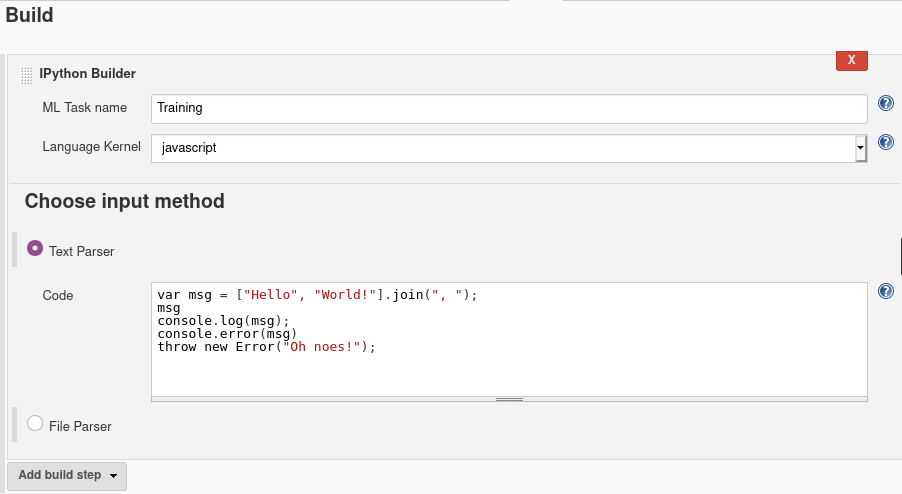 Build
X
IPython Builder
ML Task name Training ?
Language Kernel javascript ?
Choose input method
Text Parser
Code ?
var msg = ["Hello", "World!"].join(", ");
msg
console.log(msg);
console.error(msg)
throw new Error("Oh noes!");
File Parser
Add build step